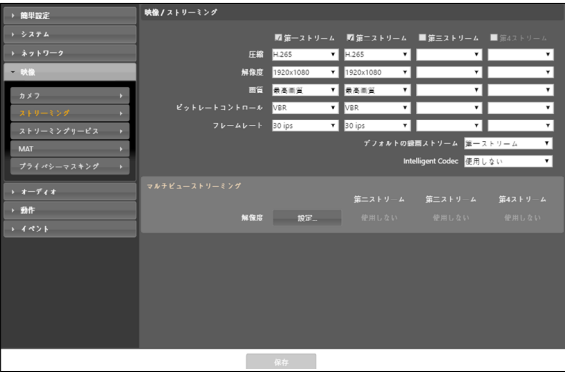 簡単設定
システム
ネットワーク
映像
カメラ
ストリーミング
ストリーミングサービス
MAT
プライバシーマスキング
オーディオ
動作
イベント
映像 / ストリーミング
第一ストリーム 第二ストリーム 第三ストリーム 第4ストリーム
圧縮 H.265 H.265
解像度 1920x1080 1920x1080
画質 最高画質 最高画質
ビットレートコントロール VBR VBR
フレームレート 30 ips 30 ips
デフォルトの録画ストリーム 第一ストリーム
Intelligent Codec 使用しない
マルチビューストリーミング
第二ストリーム 第三ストリーム 第4ストリーム
解像度 設定... 使用しない 使用しない 使用しない
保存